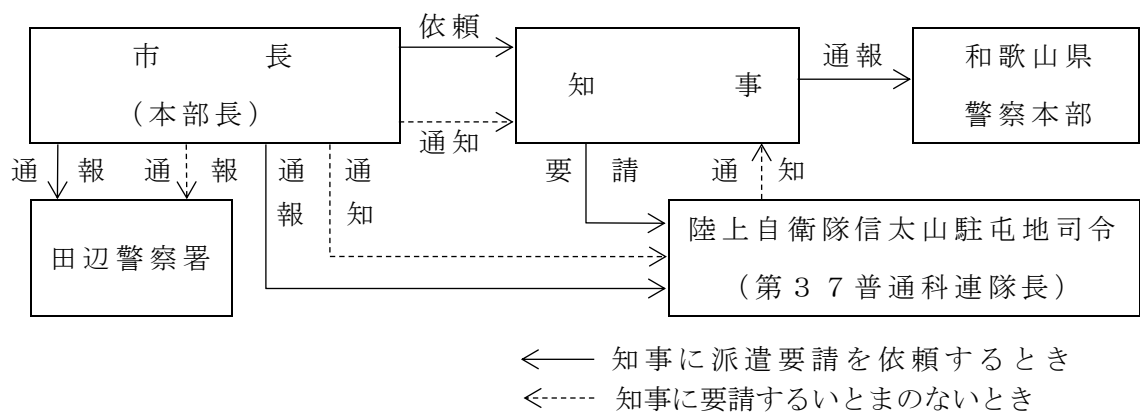 依頼
市長
(本部長)
通知
知事
通報
和歌山県
警察本部
通報
通報
通報
通知
要請
通知
田辺警察署
陸上自衛隊信太山駐屯地司令
(第37普通科連隊長)
知事に派遣要請を依頼するとき
知事に要請するいとまのないとき